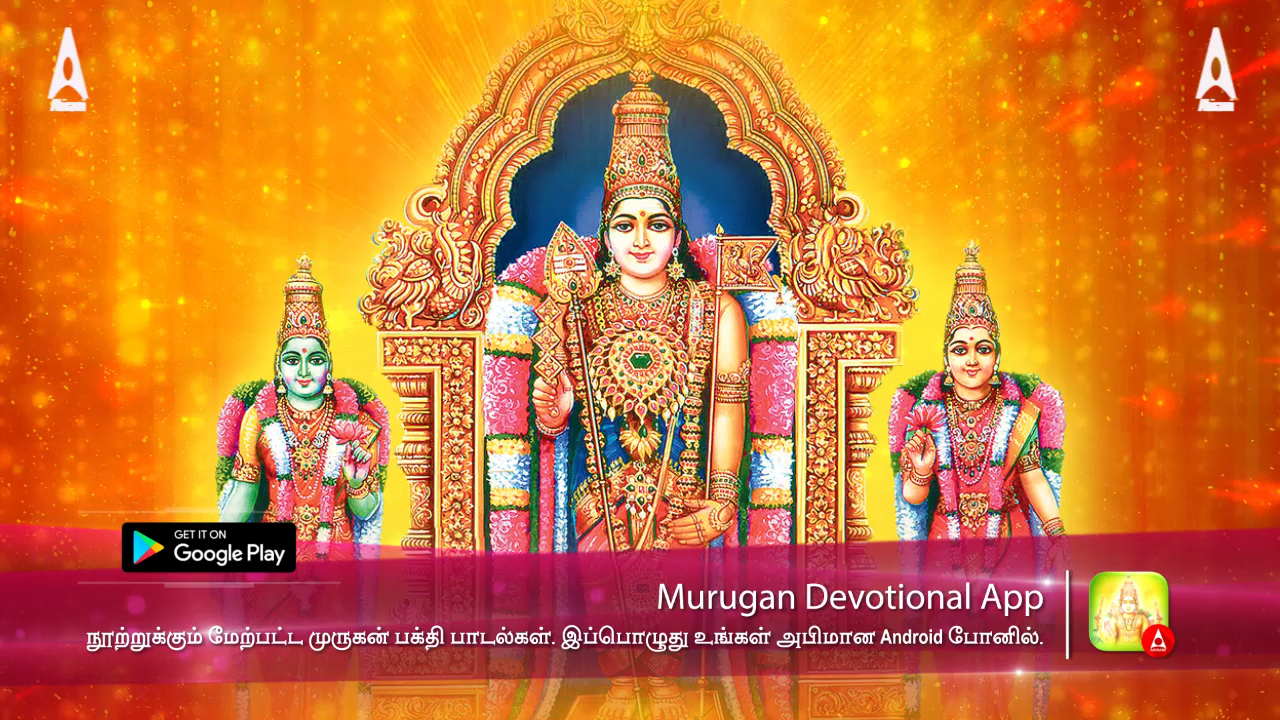 GET IT ON
Google Play
Murugan Devotional App
நூற்றுக்கும் மேற்பட்ட முருகன் பக்தி பாடல்கள். இப்பொழுது உங்கள் அபிமான Android போனில்.